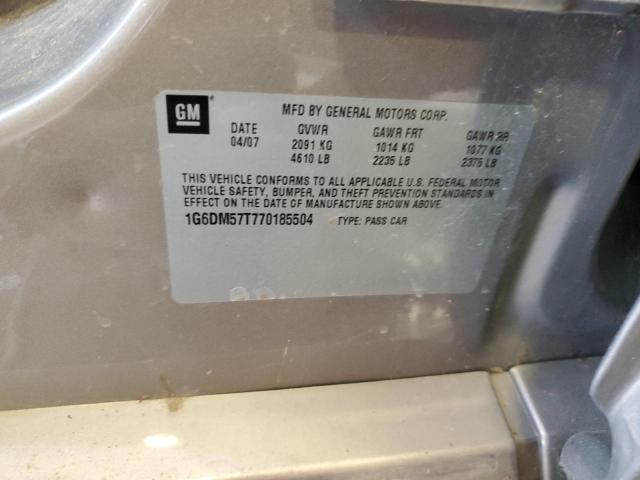 GM
MFD BY GENERAL MOTORS CORP.
DATE GVWR GAWR FRT GAWR RR
04/07 2091 KG 1014 KG 1077 KG
4610 LB 2235 LB 2375 LB
THIS VEHICLE CONFORMS TO ALL APPLICABLE U.S. FEDERAL MOTOR
VEHICLE SAFETY, BUMPER, AND THEFT PREVENTION STANDARDS IN
EFFECT ON THE DATE OF MANUFACTURE SHOWN ABOVE.
1G6DM57T770185504 TYPE: PASS CAR